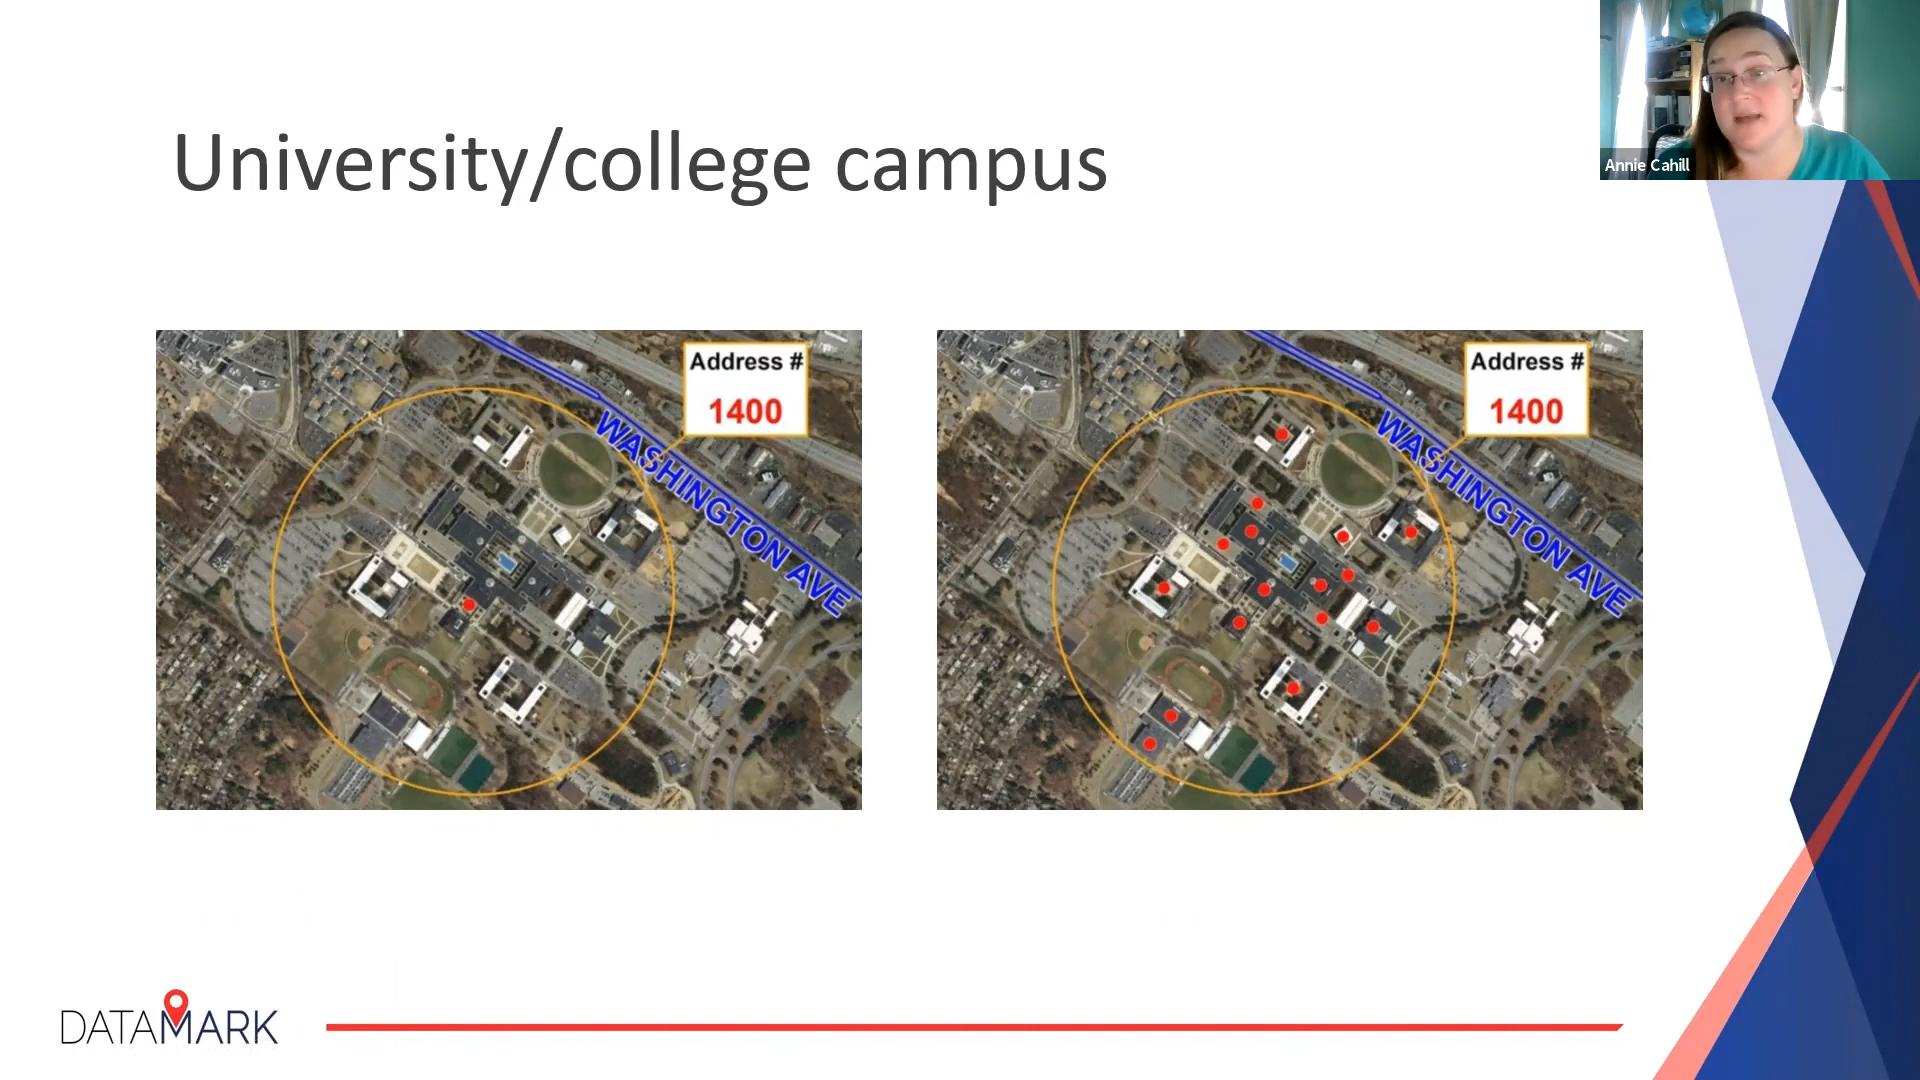 Annie Cahill
University/college campus
Address #
1400
WASHINGTON AVE
Address #
1400
WASHINGTON AVE
DATAMARK